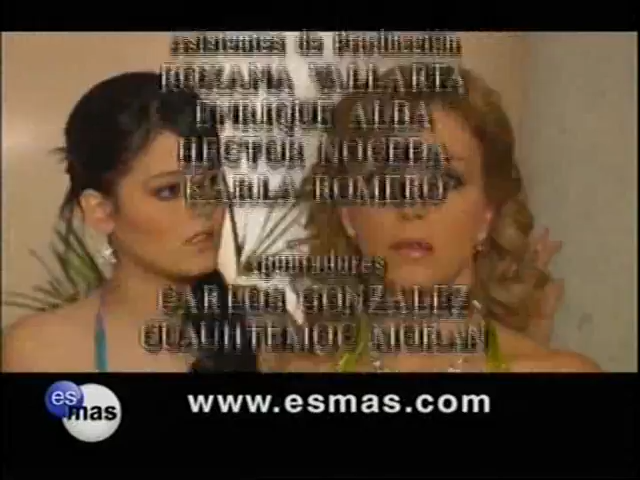 Asistentes de Producción
ROXANA VALLARTA
ENRIQUE ALBA
HECTOR NOCEDA
KARLA ROMERO
Apuntadores
CARLOS GONZALEZ
CUAUHTEMOC MORAN
es
mas
www.esmas.com